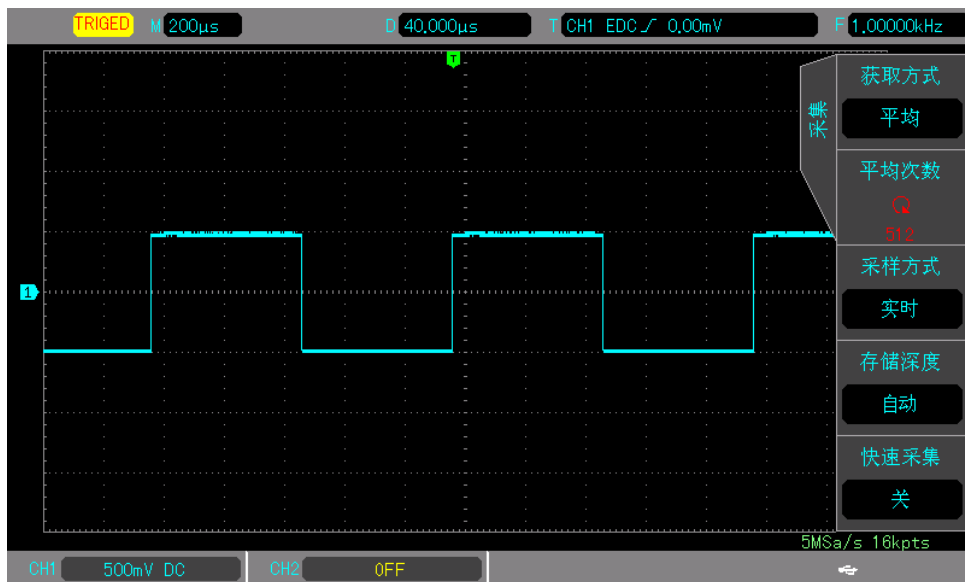 TRIGED M 200µs D 40.000µs T CH1 EDC 0.00mV F 1.00000kHz
T
采集
获取方式
平均
平均次数
512
采样方式
实时
存储深度
自动
快速采集
关
1
5MSa/s 16kpts
CH1 500mV DC CH2 OFF